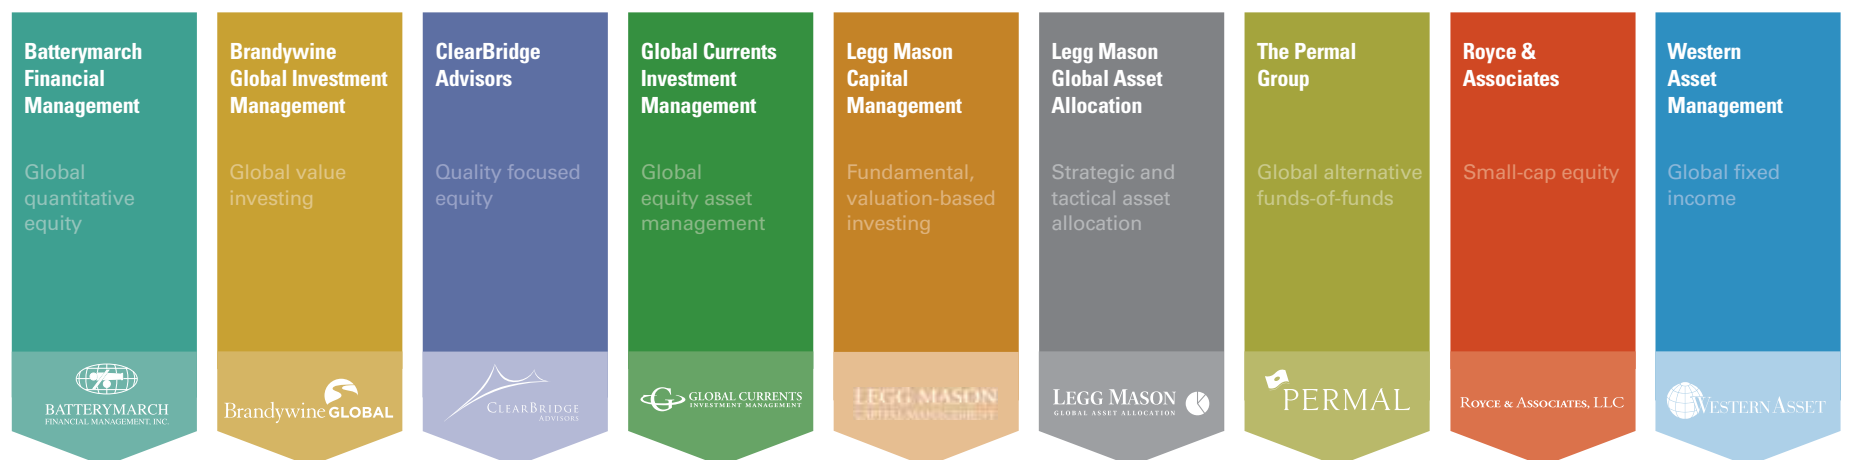 Batterymarch
Financial
Management
Global
quantitative
equity
BATTERYMARCH
FINANCIAL MANAGEMENT, INC.
Brandywine
Global Investment
Management
Global value
investing
Brandywine GLOBAL
ClearBridge
Advisors
Quality focused
equity
CLEARBRIDGE
ADVISORS
Global Currents
Investment
Management
Global
equity asset
management
G GLOBAL CURRENTS
INVESTMENT MANAGEMENT
Legg Mason
Capital
Management
Fundamental,
valuation-based
investing
LEGG MASON
CAPITAL MANAGEMENT
Legg Mason
Global Asset
Allocation
Strategic and
tactical asset
allocation
LEGG MASON
GLOBAL ASSET ALLOCATION
The Permal
Group
Global alternative
funds-of-funds
PERMAL
Royce &
Associates
Small-cap equity
ROYCE & ASSOCIATES, LLC
Western
Asset
Management
Global fixed
income
WESTERN ASSET